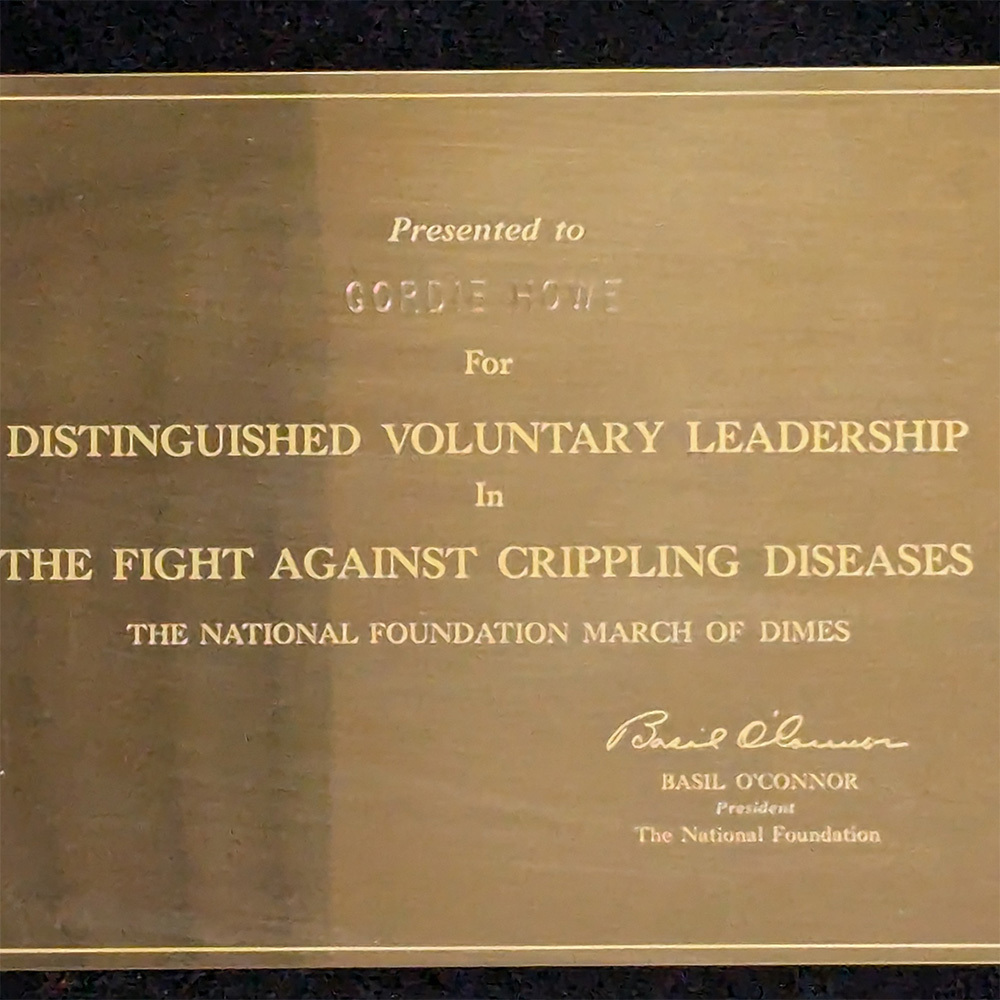 Presented to
GORDIE HOWE
For
DISTINGUISHED VOLUNTARY LEADERSHIP
In
THE FIGHT AGAINST CRIPPLING DISEASES
THE NATIONAL FOUNDATION MARCH OF DIMES
Basil O'Connor
BASIL O'CONNOR
President
The National Foundation